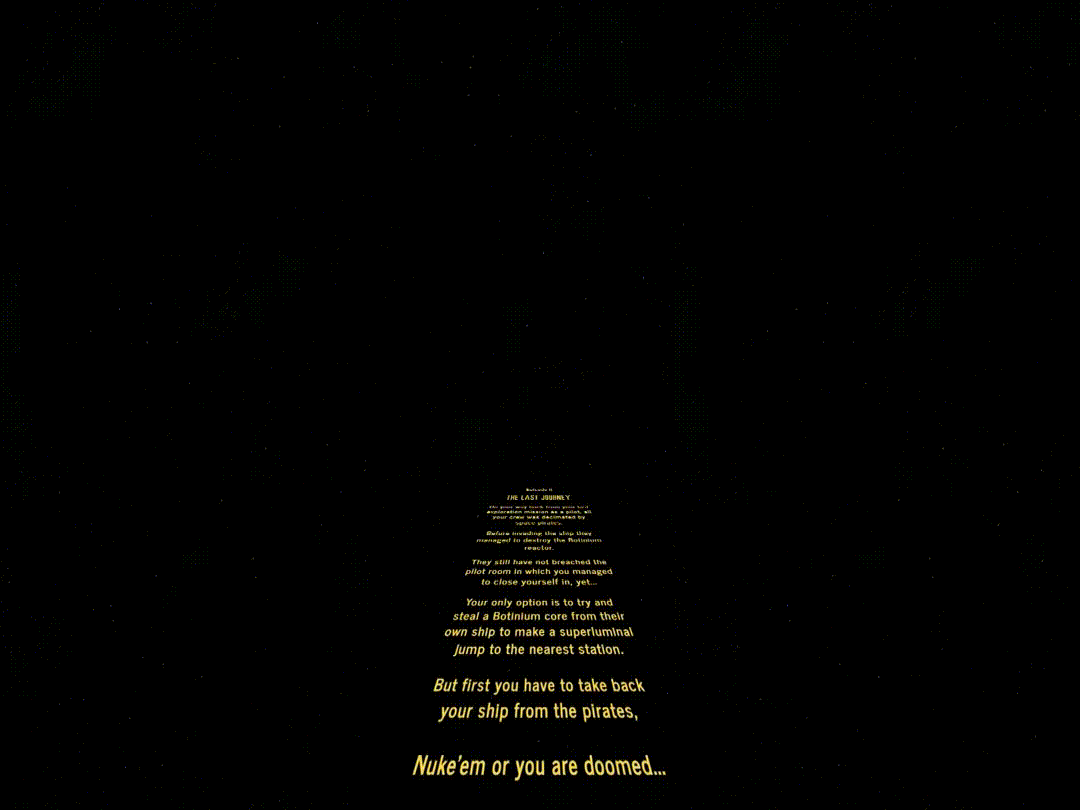 THE LAST JOURNEY
exploration mission as a pilot, all
your crew was decimated by
space pirates.
Before invading the ship they
managed to destroy the Botinium
reactor.
They still have not breached the
pilot room in which you managed
to close yourself in, yet...
Your only option is to try and
steal a Botinium core from their
own ship to make a superluminal
jump to the nearest station.
But first you have to take back
your ship from the pirates,
Nuke'em or you are doomed...